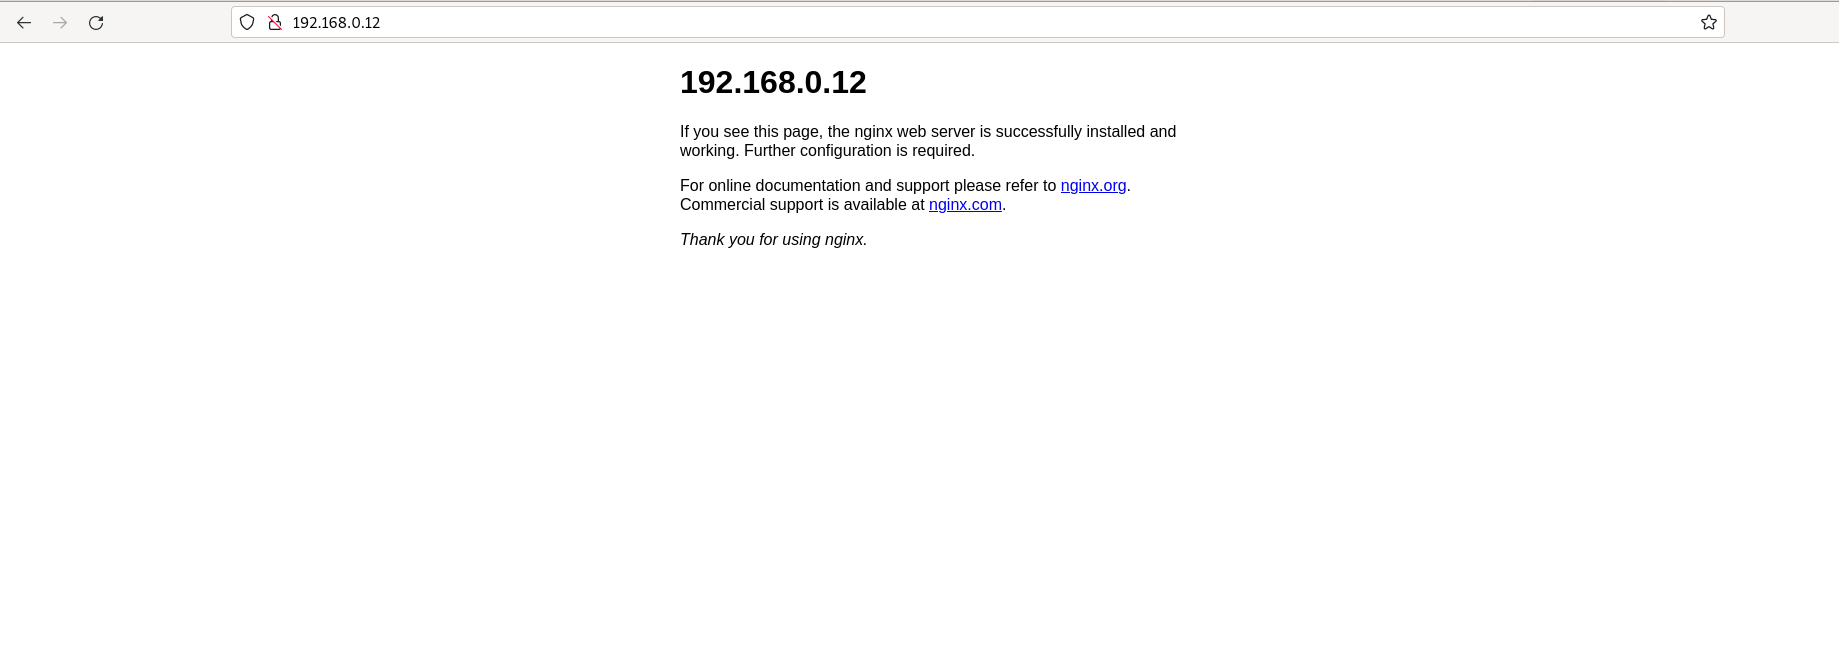 192.168.0.12
192.168.0.12
If you see this page, the nginx web server is successfully installed and
working. Further configuration is required.
For online documentation and support please refer to nginx.org.
Commercial support is available at nginx.com.
Thank you for using nginx.